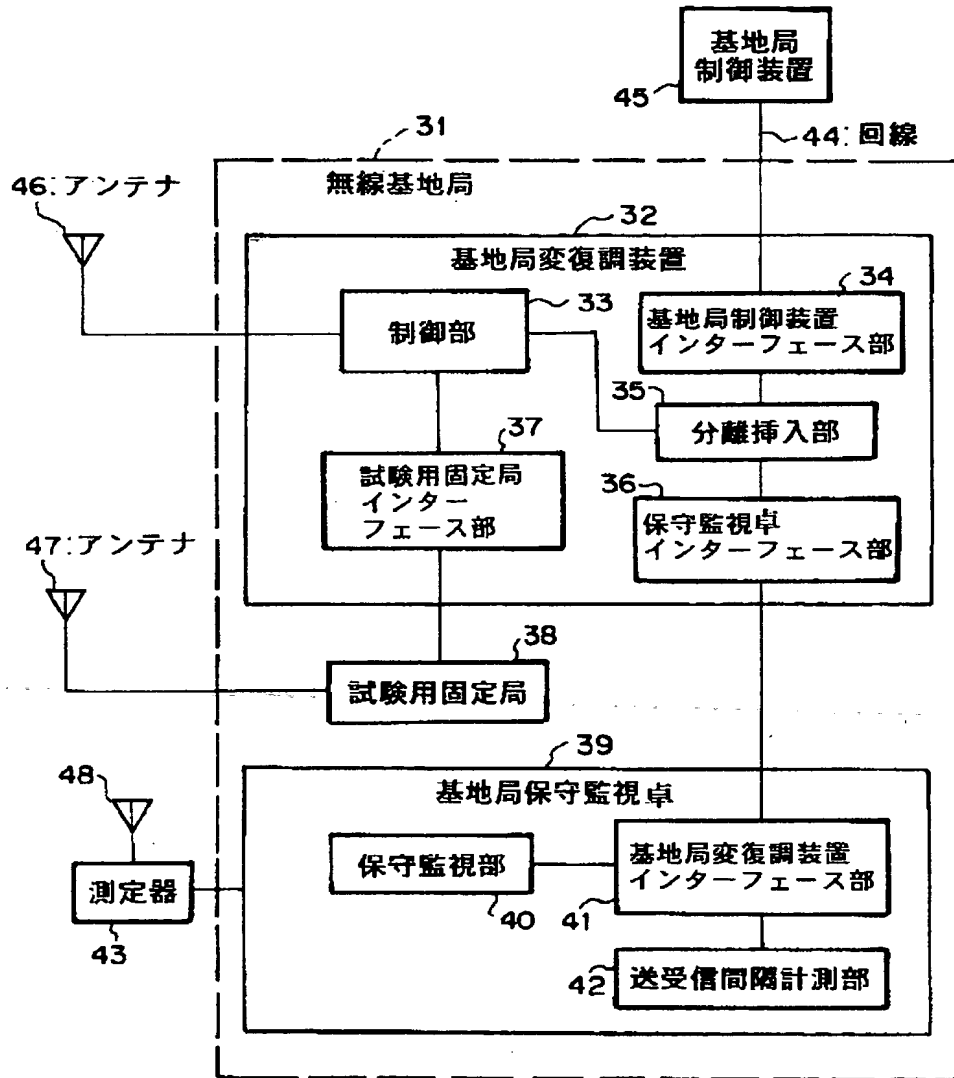 基地局
制御装置
45
31
44:回線
46:アンテナ
無線基地局
32
基地局変復調装置
33
34
制御部
基地局制御装置
インターフェース部
35
分離挿入部
37
試験用固定局
インター
フェース部
36
保守監視卓
インターフェース部
47:アンテナ
38
試験用固定局
39
48
基地局保守監視卓
保守監視部
40
基地局変復調装置
インターフェース部
41
測定器
43
42
送受信間隔計測部